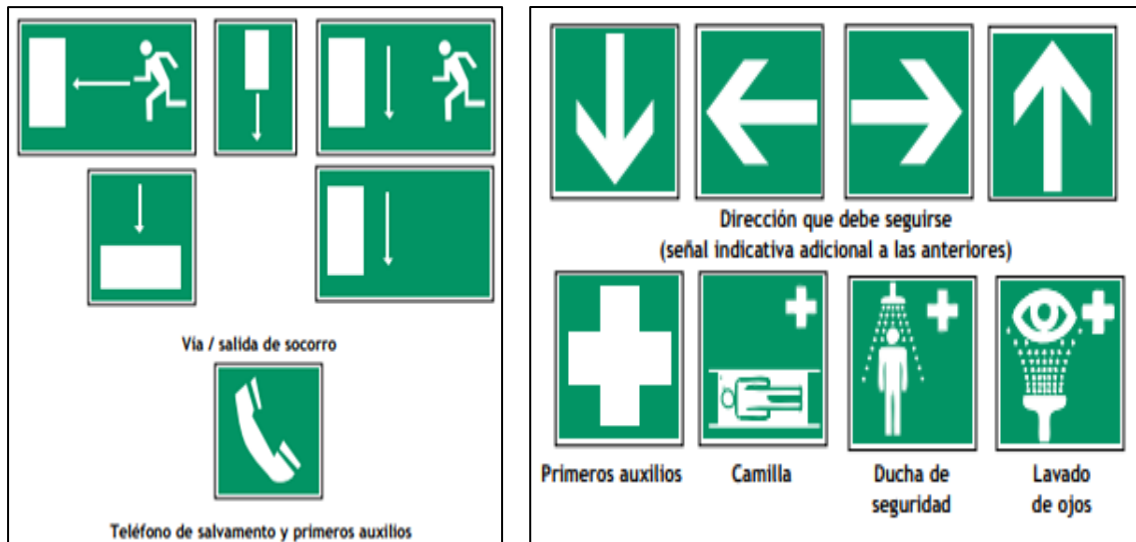 Vía / salida de socorro
Teléfono de salvamento y primeros auxilios
Dirección que debe seguirse
(señal indicativa adicional a las anteriores)
Primeros auxilios
Camilla
Ducha de
seguridad
Lavado
de ojos